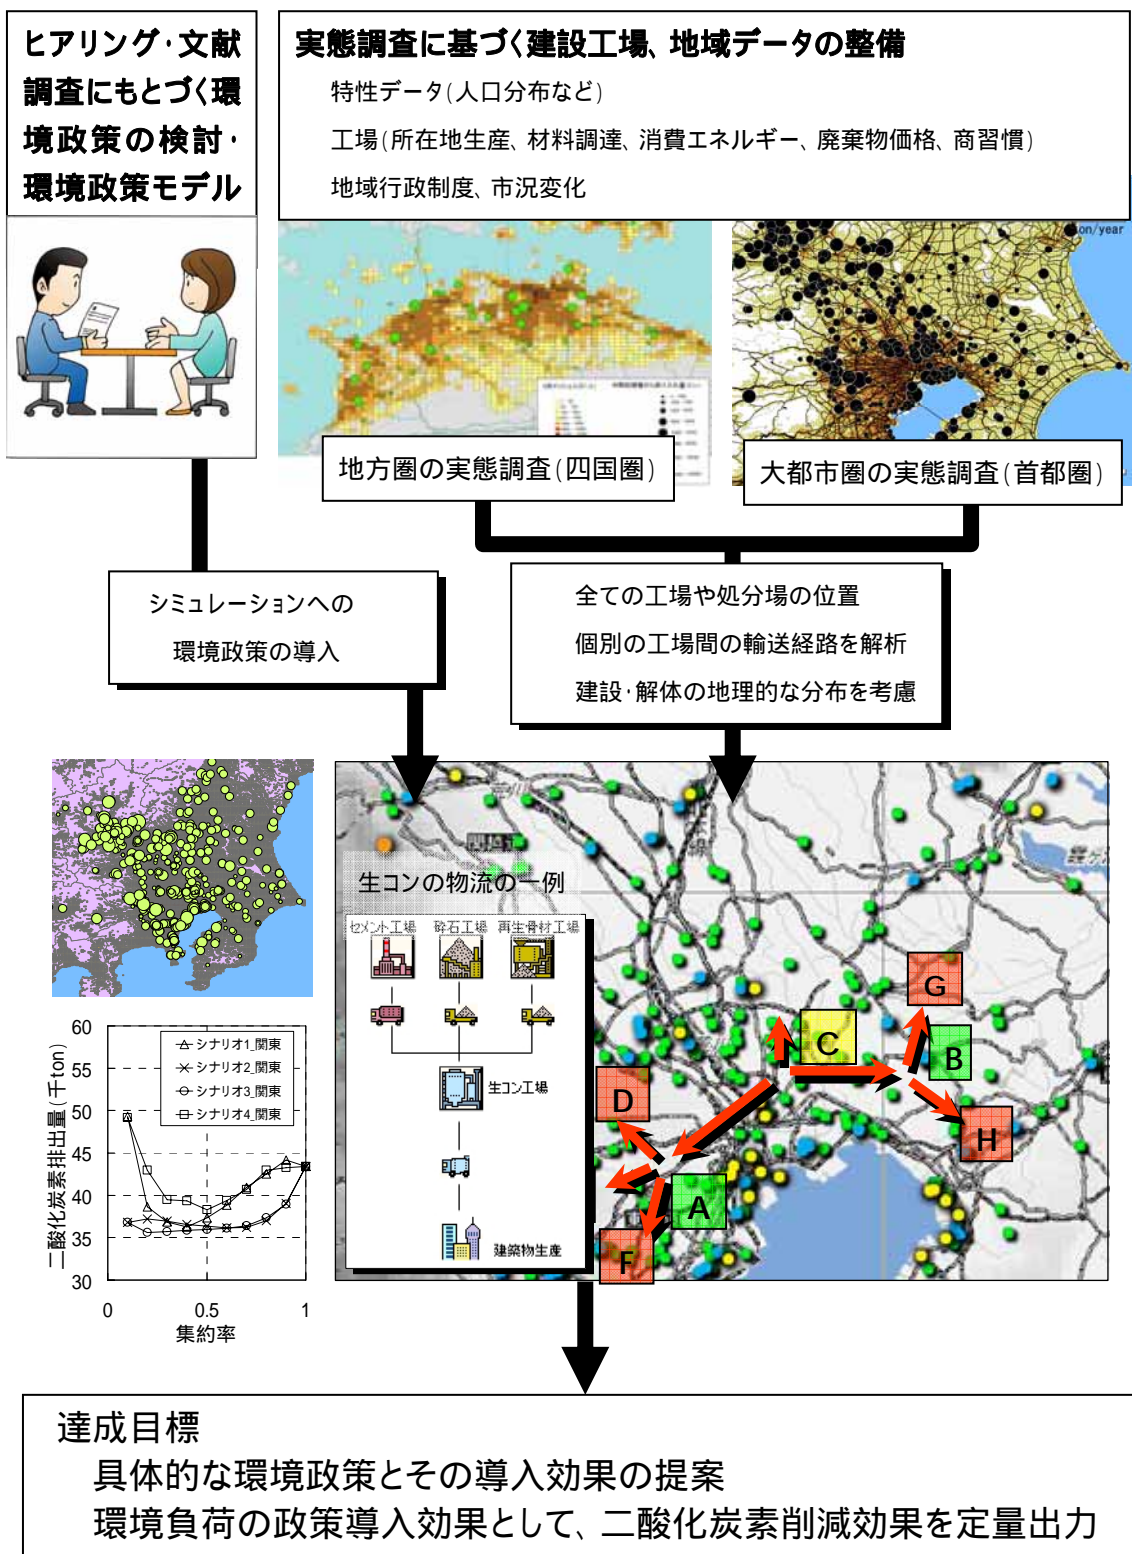 ヒアリング・文献
調査にもとづく環
境政策の検討・
環境政策モデル
実態調査に基づく建設工場、地域データの整備
特性データ(人口分布など)
工場(所在地生産、材料調達、消費エネルギー、廃棄物価格、商習慣)
地域行政制度、市況変化
on/year
地方圏の実態調査(四国圏)
大都市圏の実態調査(首都圏)
シミュレーションへの
環境政策の導入
全ての工場や処分場の位置
個別の工場間の輸送経路を解析
建設・解体の地理的な分布を考慮
生コンの物流の一例
セメント工場 砕石工場 再生骨材工場
生コン工場
建築物生産
G
C
B
D
H
A
F
二酸化炭素排出量(千ton)
60
55
50
45
40
35
30
シナリオ1_関東
シナリオ2_関東
シナリオ3_関東
シナリオ4_関東
0 0.5 1
集約率
達成目標
具体的な環境政策とその導入効果の提案
環境負荷の政策導入効果として、二酸化炭素削減効果を定量出力